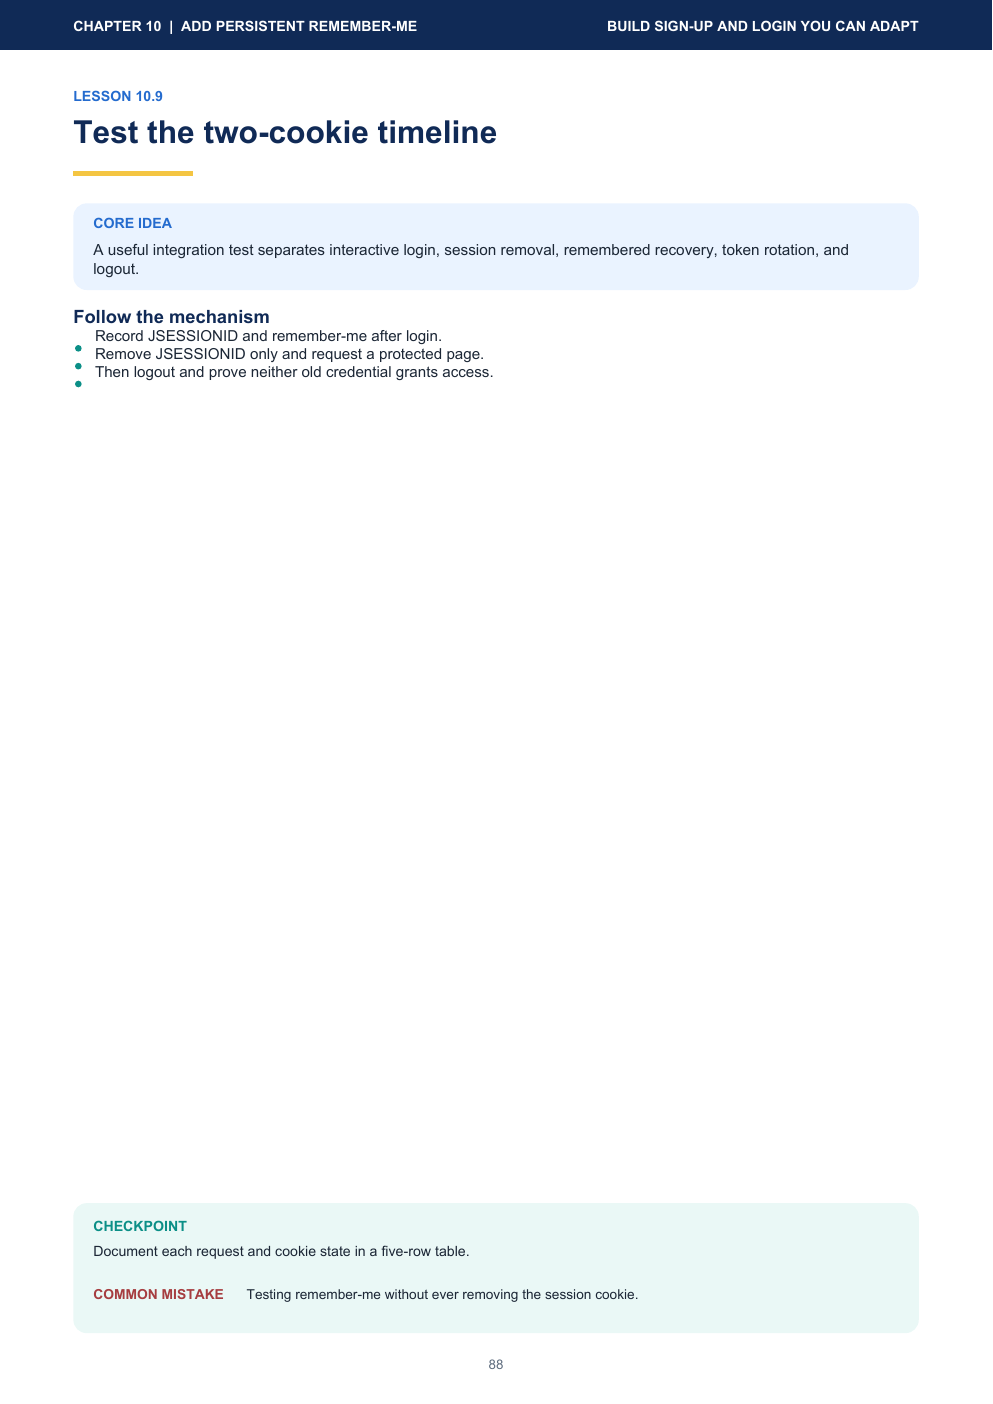 CHAPTER 10 | ADD PERSISTENT REMEMBER-ME
BUILD SIGN-UP AND LOGIN YOU CAN ADAPT
LESSON 10.9
Test the two-cookie timeline
CORE IDEA
A useful integration test separates interactive login, session removal, remembered recovery, token rotation, and
logout.
Follow the mechanism
Record JSESSIONID and remember-me after login.
Remove JSESSIONID only and request a protected page.
Then logout and prove neither old credential grants access.
CHECKPOINT
Document each request and cookie state in a five-row table.
COMMON MISTAKE Testing remember-me without ever removing the session cookie.
88